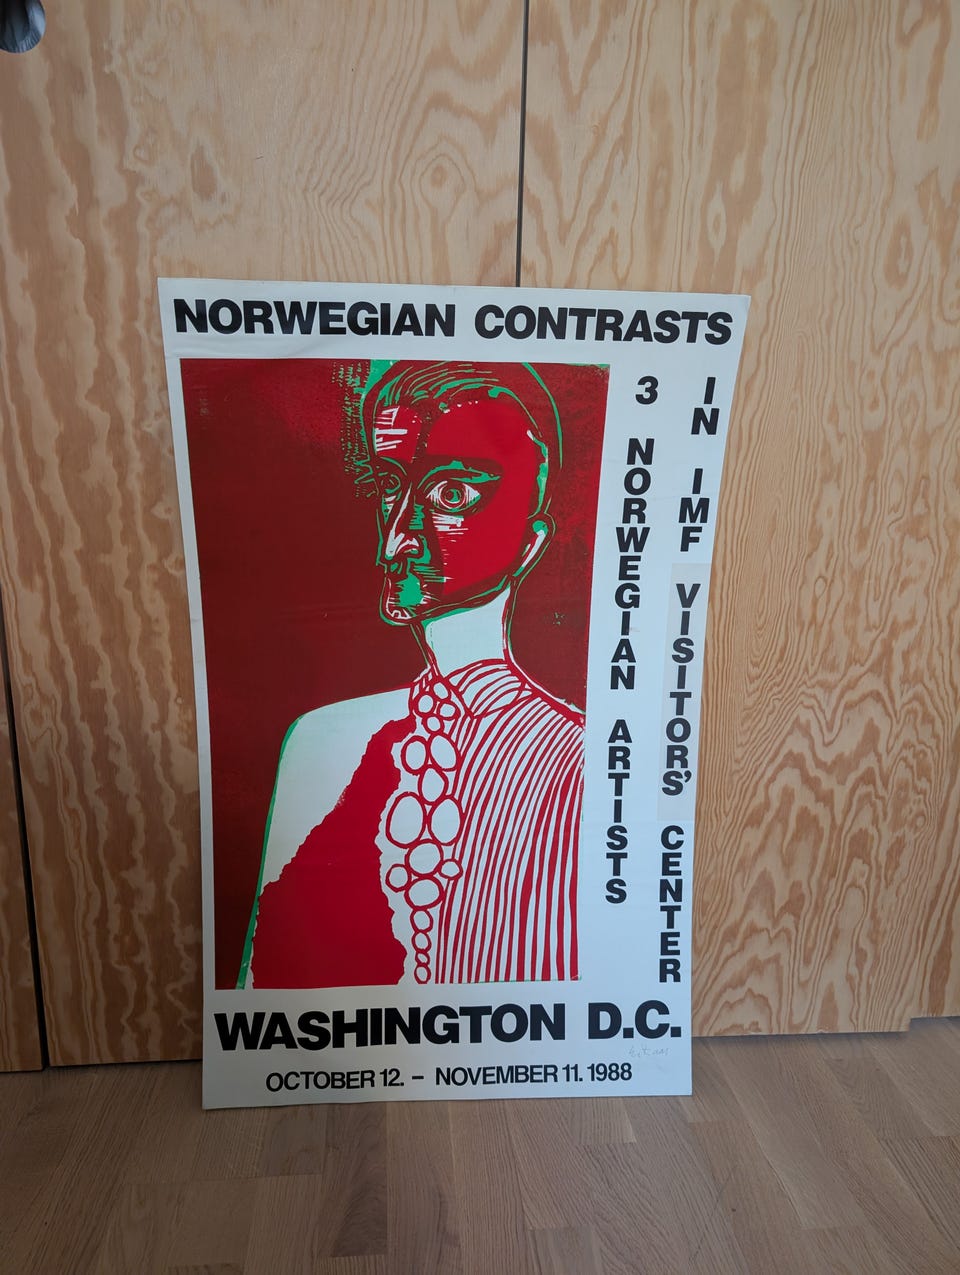 NORWEGIAN CONTRASTS
3 NORWEGIAN ARTISTS
IN IMF VISITORS' CENTER
WASHINGTON D.C.
OCTOBER 12. – NOVEMBER 11. 1988